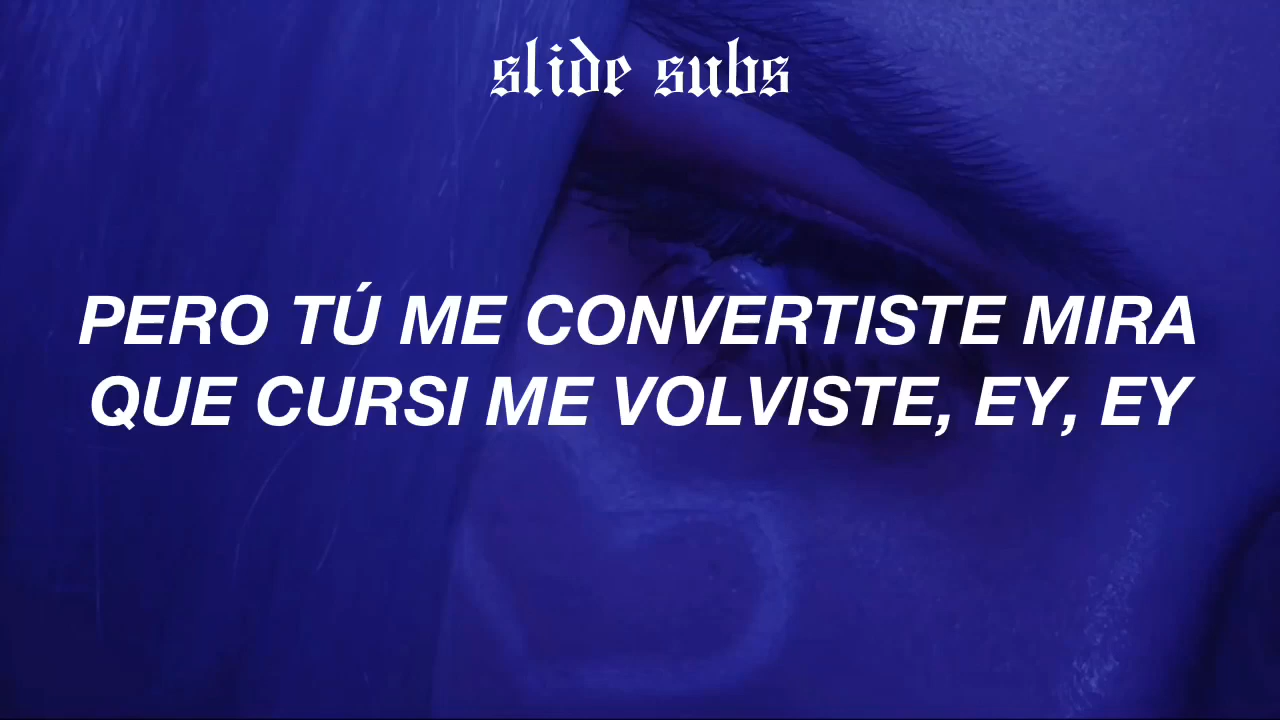 slide subs
PERO TÚ ME CONVERTISTE MIRA
QUE CURSI ME VOLVISTE, EY, EY